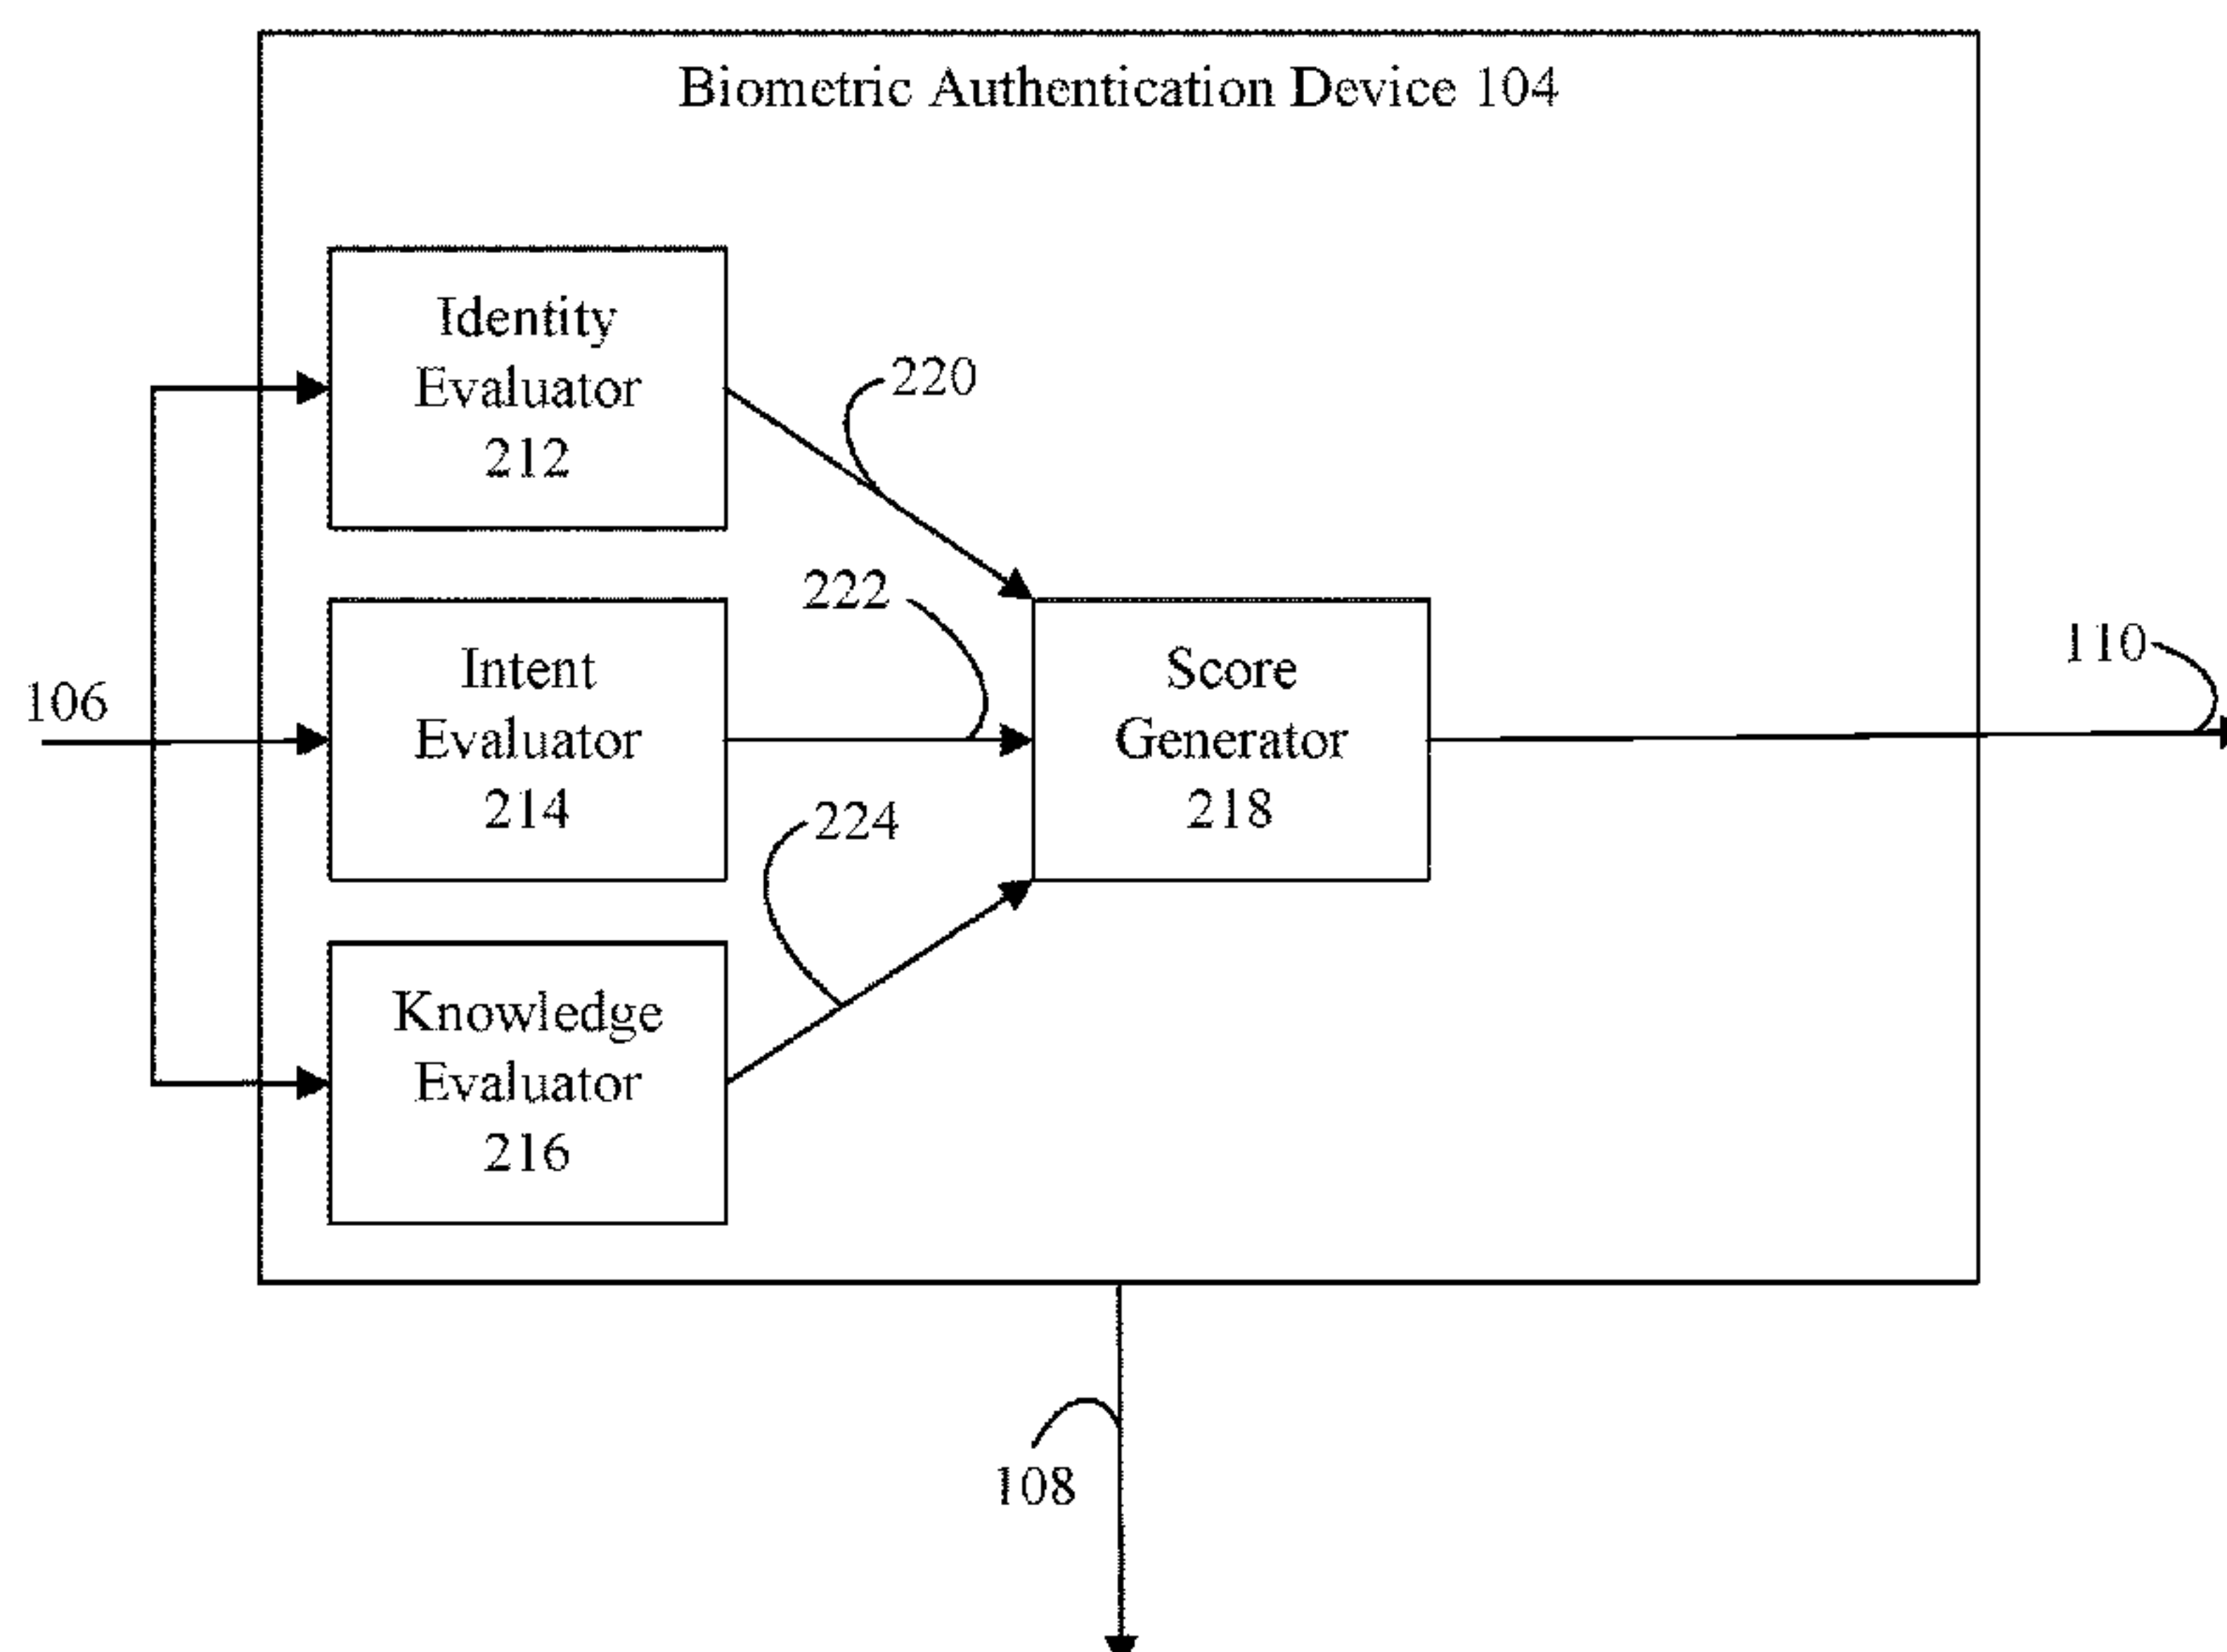 Biometric Authentication Device 104
Identity
Evaluator
212
220
222
Intent
Evaluator
214
Score
Generator
218
110
106
224
Knowledge
Evaluator
216
108